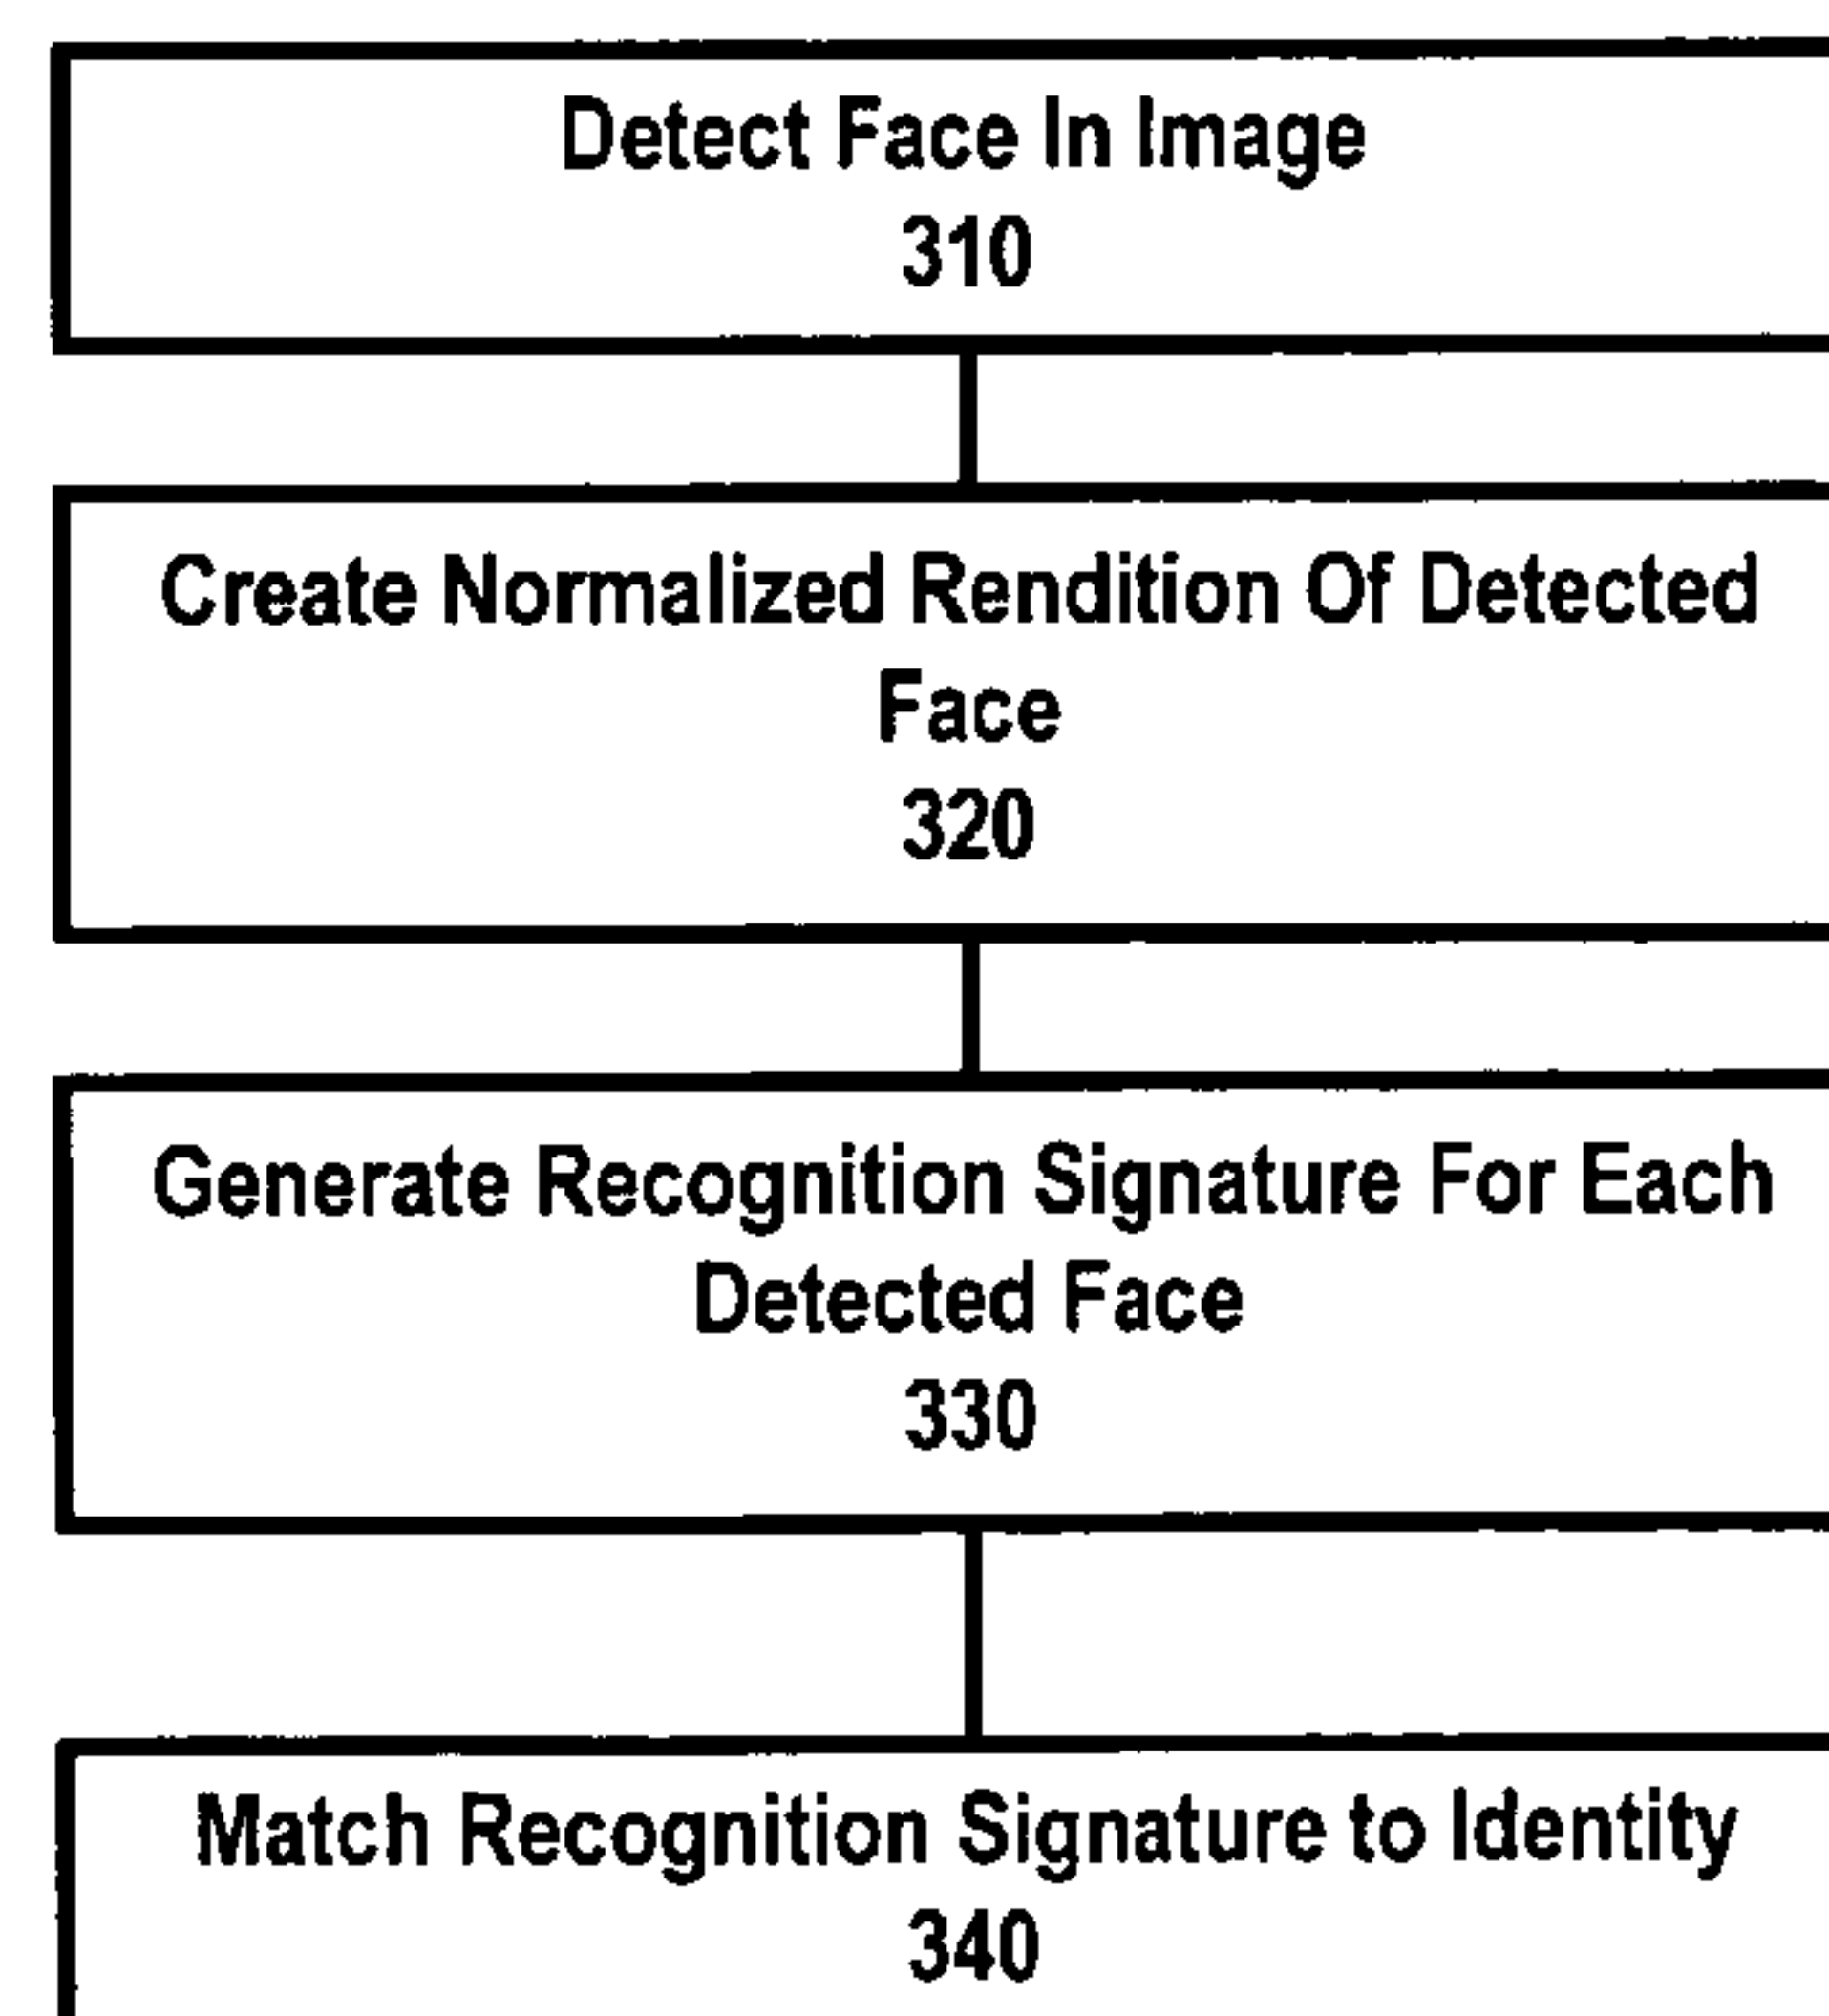 Detect Face In Image
310
Create Normalized Rendition Of Detected
Face
320
Generate Recognition Signature For Each
Detected Face
330
Match Recognition Signature to Identity
340